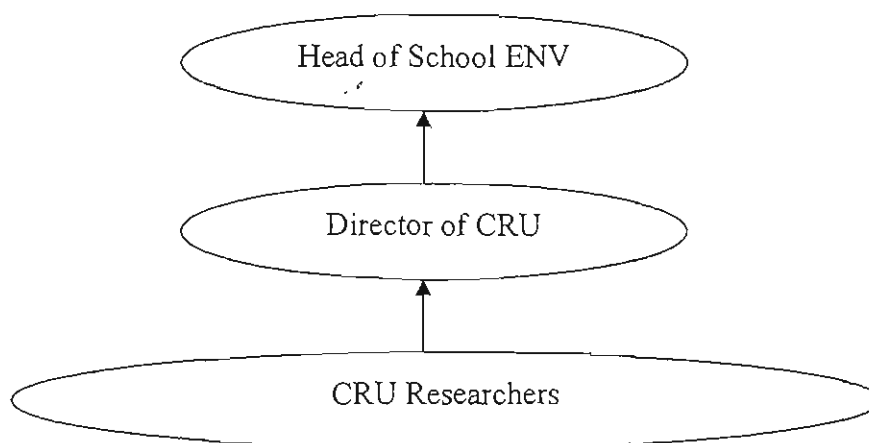 Head of School ENV
Director of CRU
CRU Researchers